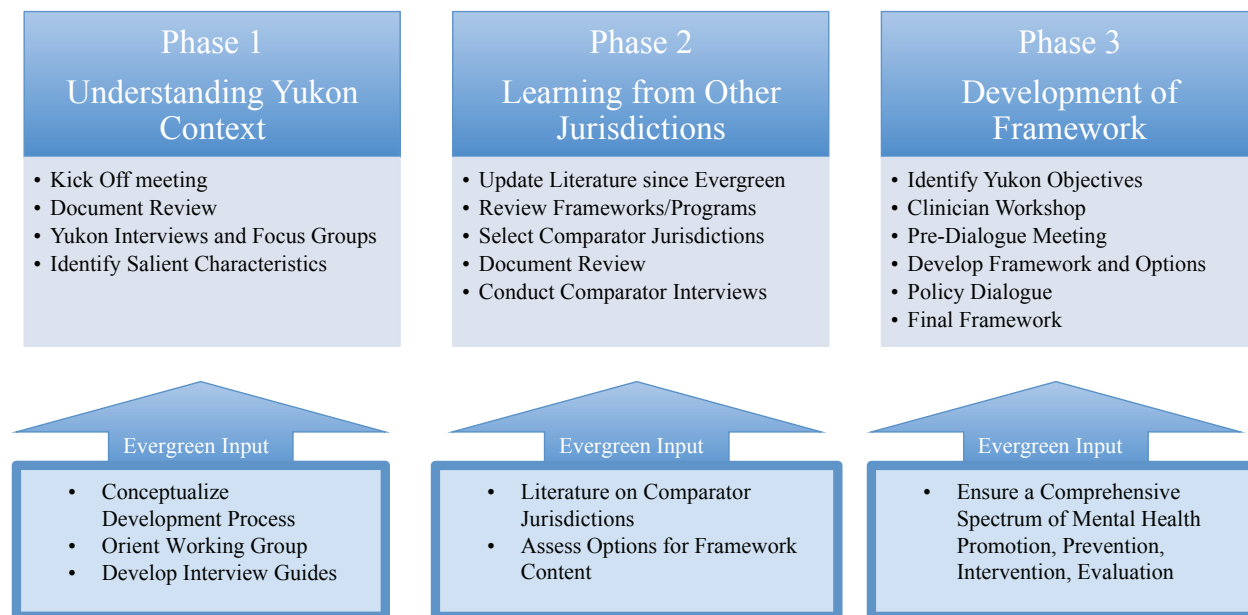 Phase 1
Understanding Yukon
Context
• Kick Off meeting
• Document Review
• Yukon Interviews and Focus Groups
• Identify Salient Characteristics
Evergreen Input
• Conceptualize
Development Process
• Orient Working Group
• Develop Interview Guides
Phase 2
Learning from Other
Jurisdictions
• Update Literature since Evergreen
• Review Frameworks/Programs
• Select Comparator Jurisdictions
• Document Review
• Conduct Comparator Interviews
Evergreen Input
• Literature on Comparator
Jurisdictions
• Assess Options for Framework
Content
Phase 3
Development of
Framework
• Identify Yukon Objectives
• Clinician Workshop
• Pre-Dialogue Meeting
• Develop Framework and Options
• Policy Dialogue
• Final Framework
Evergreen Input
• Ensure a Comprehensive
Spectrum of Mental Health
Promotion, Prevention,
Intervention, Evaluation